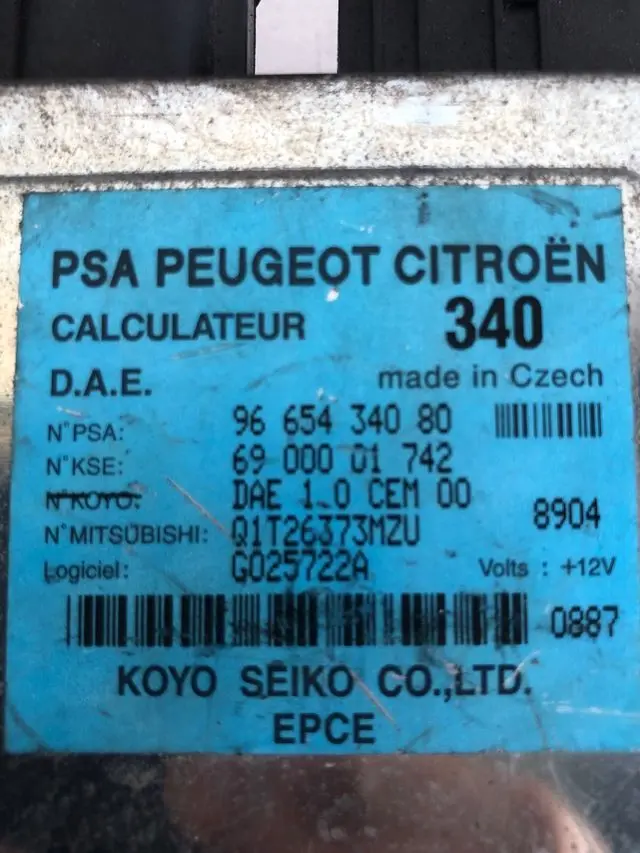 PSA PEUGEOT CITROËN
CALCULATEUR 340
D.A.E. made in Czech
N°PSA: 96 654 340 80
N°KSE: 69 000 01 742
N°KOYO: DAE 1.0 CEM 00
8904
N°MITSUBISHI: Q1T26373MZU
Logiciel: G025722A Volts : +12V
0887
KOYO SEIKO CO.,LTD.
EPCE